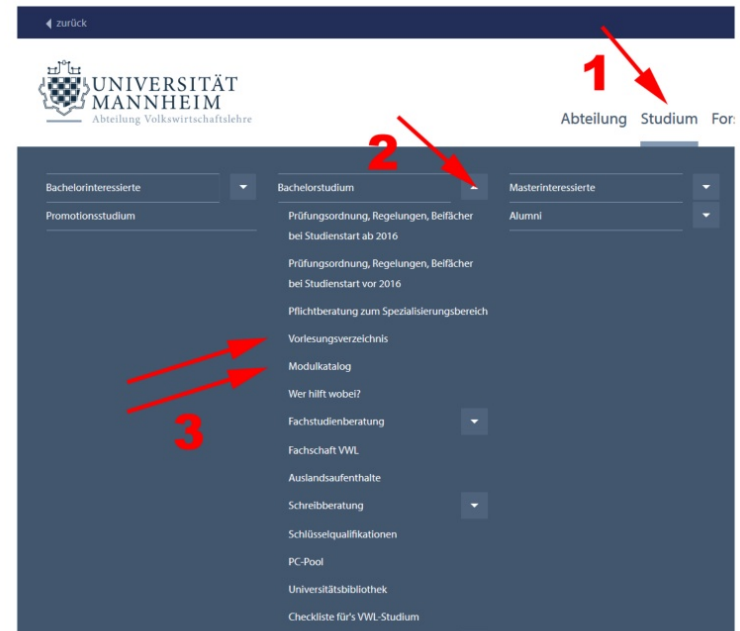 zurück
1
UNIVERSITÄT
MANNHEIM
Abteilung Volkswirtschaftslehre
Abteilung Studium For
2
Bachelorinteressierte
Bachelorstudium
Masterinteressierte
Promotionsstudium
Prüfungsordnung, Regelungen, Beifächer
bei Studienstart ab 2016
Alumni
Prüfungsordnung, Regelungen, Beifächer
bei Studienstart vor 2016
Pflichtberatung zum Spezialisierungsbereich
Vorlesungsverzeichnis
Modulkatalog
Wer hilft wobei?
3
Fachstudienberatung
Fachschaft VWL
Auslandsaufenthalte
Schreibberatung
Schlüsselqualifikationen
PC-Pool
Universitätsbibliothek
Checkliste für's VWL-Studium